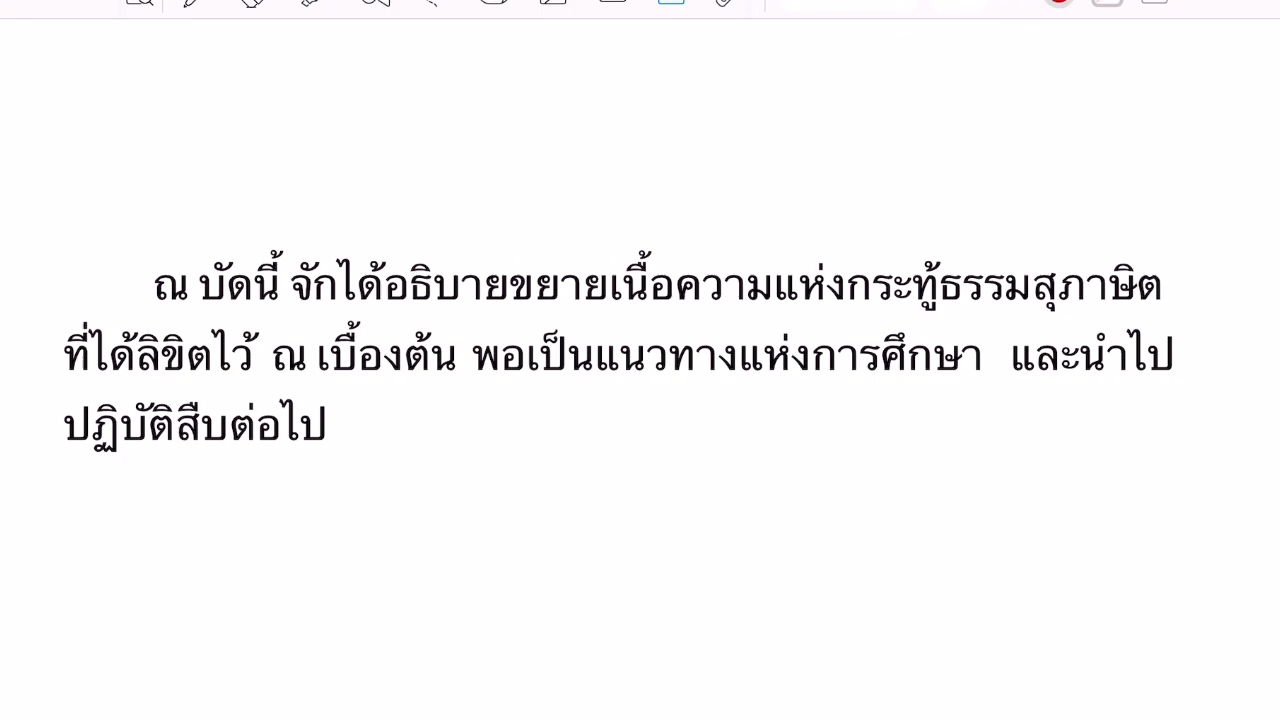 ณ บัดนี้ จักได้อธิบายขยายเนื้อความแห่งกระทู้ธรรมสุภาษิต
ที่ได้ลิขิตไว้ ณ เบื้องต้น พอเป็นแนวทางแห่งการศึกษา และนำไป
ปฏิบัติสืบต่อไป